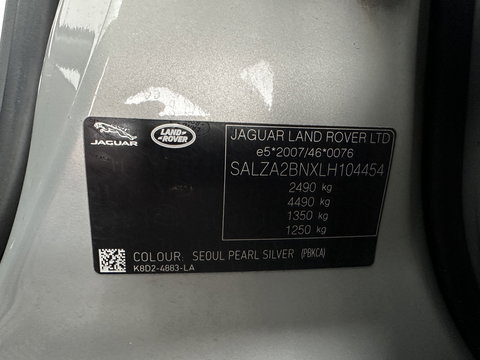 JAGUAR
LAND
ROVER
JAGUAR LAND ROVER LTD
e5*2007/46*0076
SALZA2BNXLH104454
2490 kg
4490 kg
1350 kg
1250 kg
COLOUR: SEOUL PEARL SILVER (PBKCA)
K8D2-4883-LA